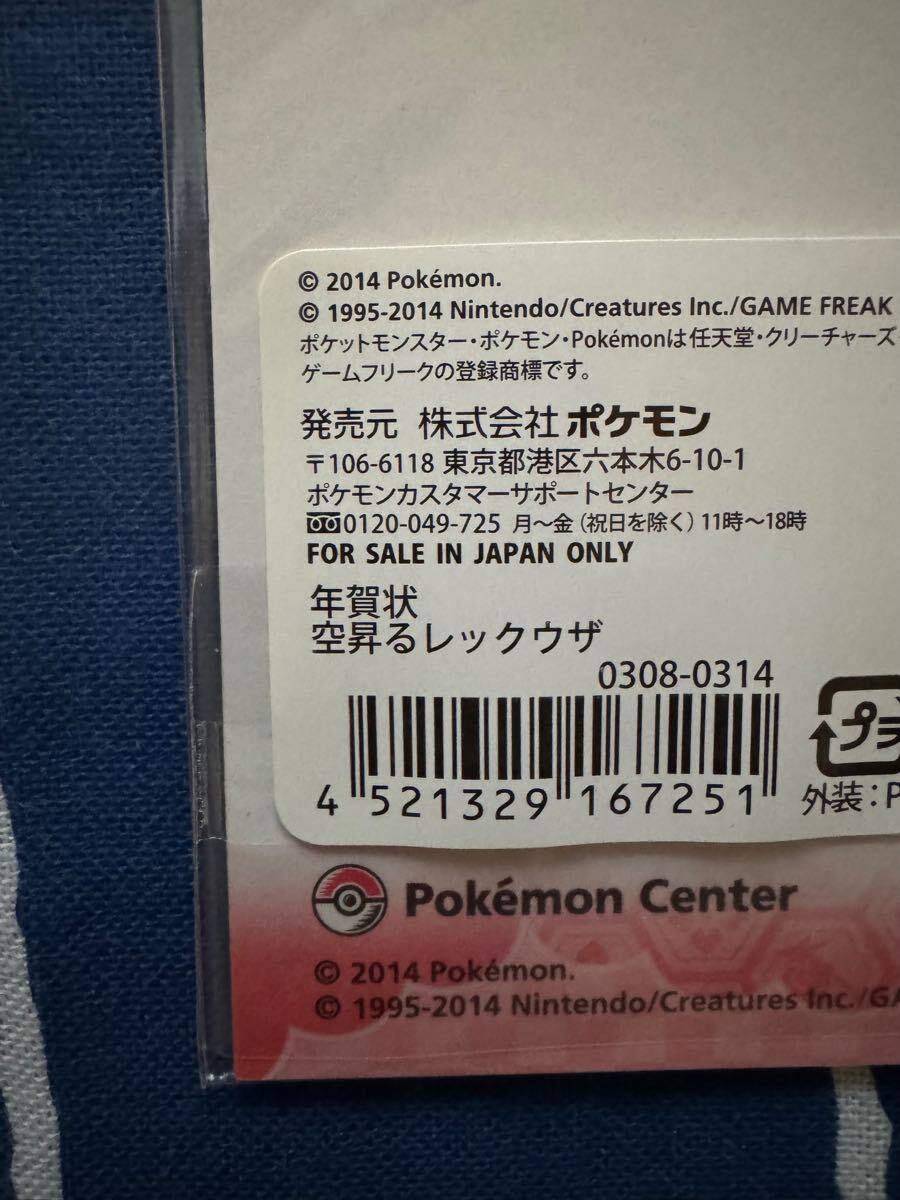 © 2014 Pokémon.
© 1995-2014 Nintendo/Creatures Inc./GAME FREAK
ポケットモンスター・ポケモン・Pokémonは任天堂・クリーチャーズ・
ゲームフリークの登録商標です。
発売元 株式会社ポケモン
〒106-6118 東京都港区六本木6-10-1
ポケモンカスタマーサポートセンター
0120-049-725 月〜金（祝日を除く）11時〜18時
FOR SALE IN JAPAN ONLY
年賀状
空昇るレックウザ
0308-0314
4 521329 167251
プラ
外装：P
Pokémon Center
© 2014 Pokémon.
© 1995-2014 Nintendo/Creatures Inc./GA